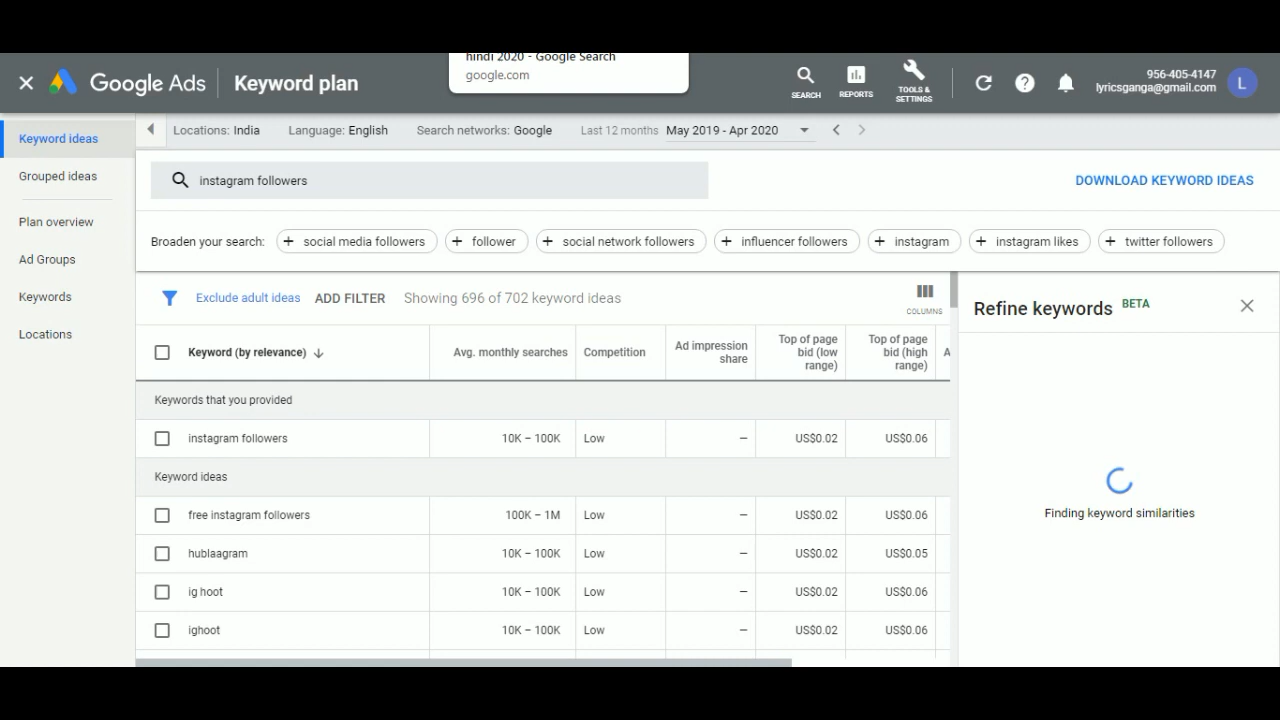 hindi 2020 - Google Search
google.com
Google Ads
Keyword plan
SEARCH
REPORTS
TOOLS &
SETTINGS
956-405-4147
lyricsganga@gmail.com
L
Keyword ideas
Grouped ideas
Plan overview
Ad Groups
Keywords
Locations
Locations: India
Language: English
Search networks: Google
Last 12 months May 2019 - Apr 2020
instagram followers
DOWNLOAD KEYWORD IDEAS
Broaden your search:
+ social media followers
+ follower
+ social network followers
+ influencer followers
+ instagram
+ instagram likes
+ twitter followers
Exclude adult ideas
ADD FILTER
Showing 696 of 702 keyword ideas
COLUMNS
Keyword (by relevance)
Avg. monthly searches
Competition
Ad impression
share
Top of page
bid (low
range)
Top of page
bid (high
range)
A
Keywords that you provided
instagram followers 10K – 100K Low – US$0.02 US$0.06
Keyword ideas
free instagram followers 100K – 1M Low – US$0.02 US$0.06
hublaagram 10K – 100K Low – US$0.02 US$0.05
ig hoot 10K – 100K Low – US$0.02 US$0.06
ighoot 10K – 100K Low – US$0.02 US$0.06
Refine keywords BETA
Finding keyword similarities